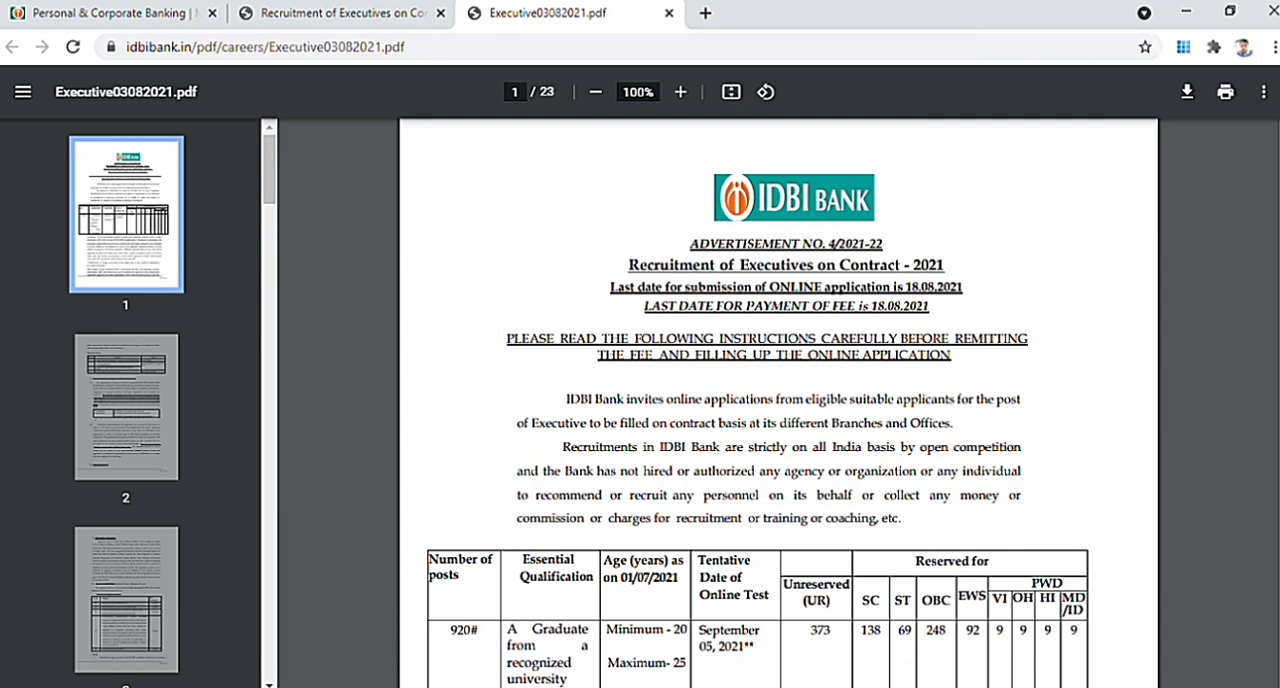 Personal & Corporate Banking |
Recruitment of Executives on Co
Executive03082021.pdf
idbibank.in/pdf/careers/Executive03082021.pdf
Executive03082021.pdf
1 / 23
100%
1
2
IDBI BANK
ADVERTISEMENT NO. 4/2021-22
Recruitment of Executives on Contract - 2021
Last date for submission of ONLINE application is 18.08.2021
LAST DATE FOR PAYMENT OF FEE is 18.08.2021
PLEASE READ THE FOLLOWING INSTRUCTIONS CAREFULLY BEFORE REMITTING
THE FEE AND FILLING UP THE ONLINE APPLICATION
IDBI Bank invites online applications from eligible suitable applicants for the post
of Executive to be filled on contract basis at its different Branches and Offices.
Recruitments in IDBI Bank are strictly on all India basis by open competition
and the Bank has not hired or authorized any agency or organization or any individual
to recommend or recruit any personnel on its behalf or collect any money or
commission or charges for recruitment or training or coaching, etc.
Number of posts
Essential Qualification
Age (years) as on 01/07/2021
Tentative Date of Online Test
Reserved for
Unreserved (UR)
SC
ST
OBC
EWS
PWD
VI
OH
HI
MD /ID
920#
A Graduate from a recognized university
Minimum - 20
Maximum- 25
September 05, 2021**
373
138
69
248
92
9
9
9
9